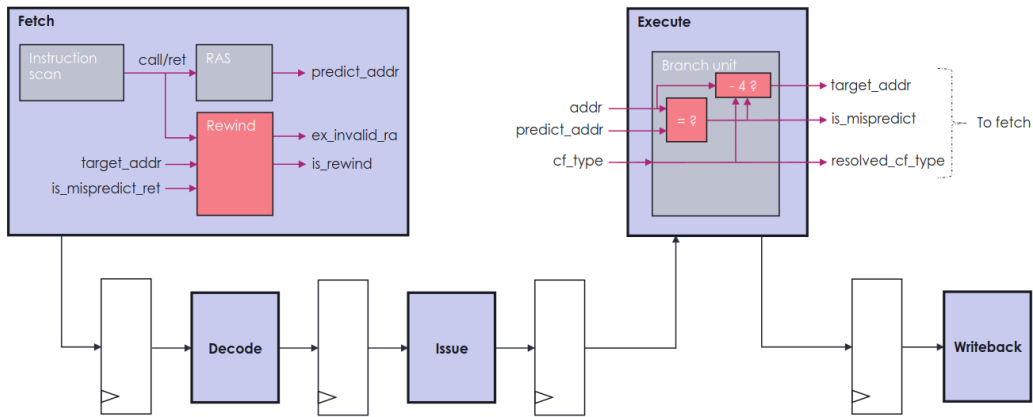 Fetch
Instruction
scan
call/ret
RAS
predict_addr
Rewind
ex_invalid_ra
target_addr
is_rewind
is_mispredict_ret
Execute
Branch unit
- 4 ?
target_addr
addr
= ?
is_mispredict
predict_addr
To fetch
cf_type
resolved_cf_type
Decode
Issue
Writeback